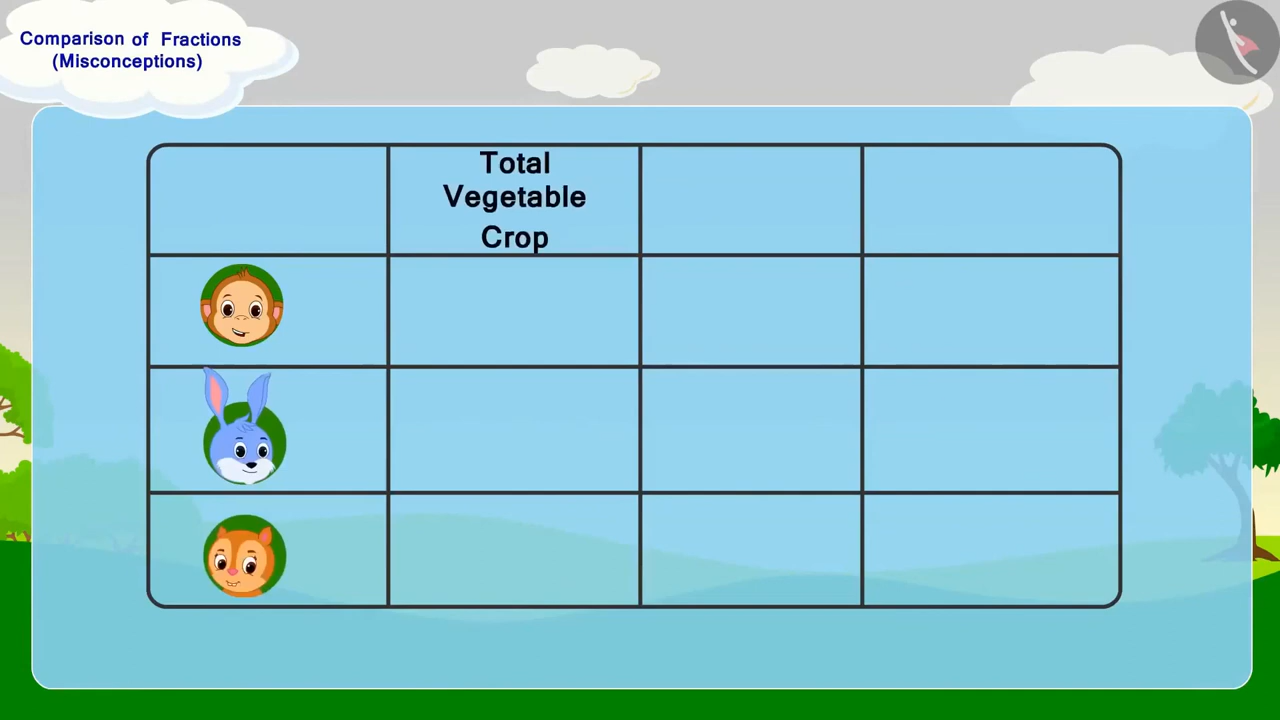 Comparison of Fractions
(Misconceptions)
Total
Vegetable
Crop